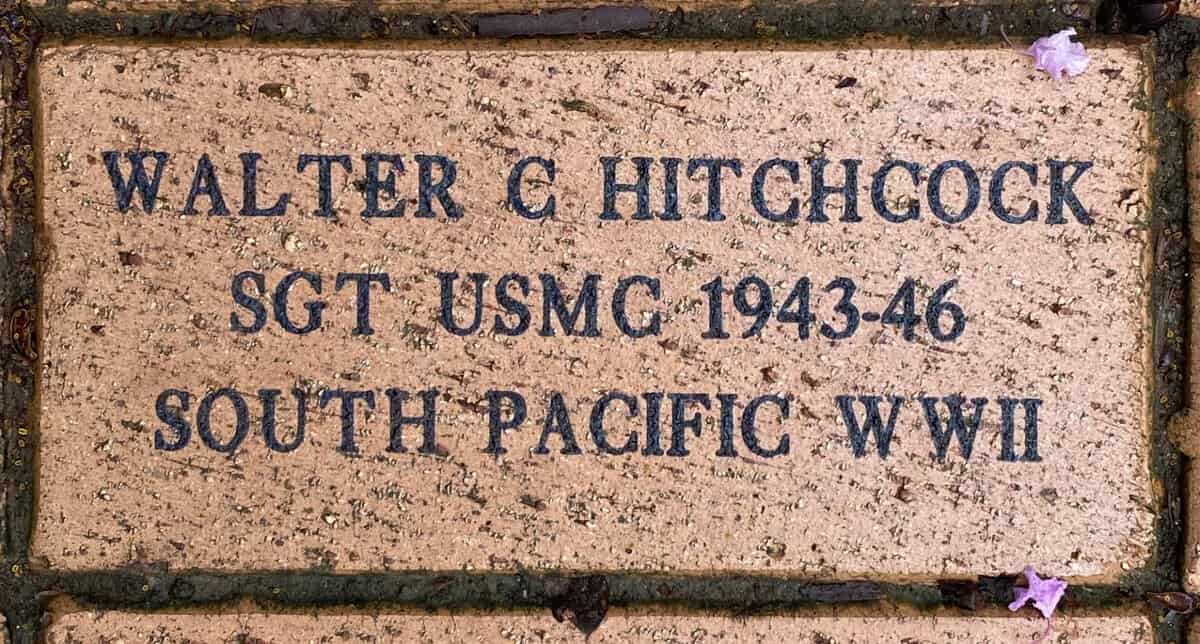 WALTER C HITCHCOCK
SGT USMC 1943-46
SOUTH PACIFIC WWII